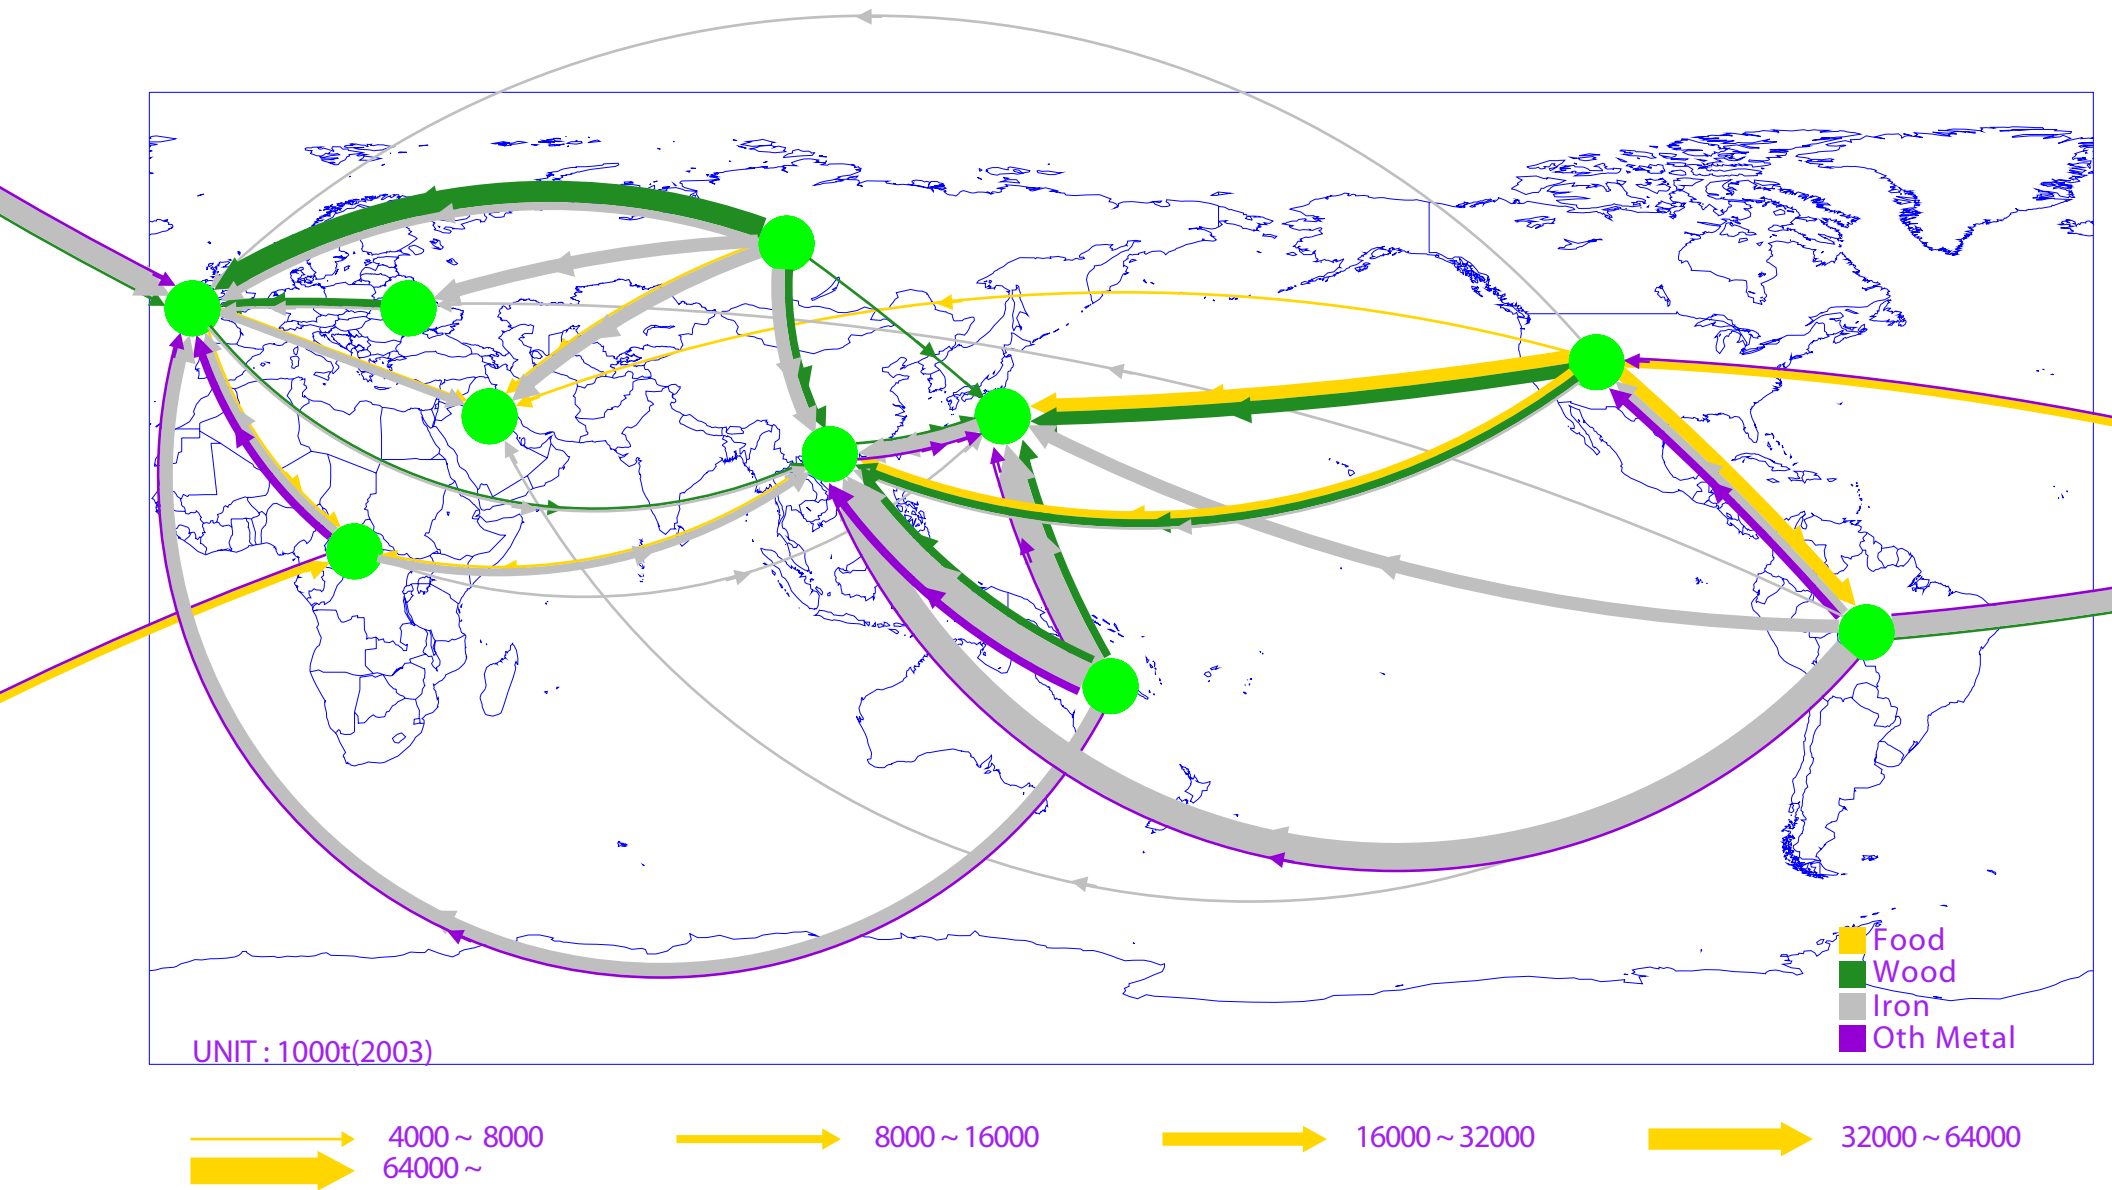 Food
Wood
Iron
Oth Metal
UNIT : 1000t(2003)
4000 ~ 8000
8000 ~ 16000
16000 ~ 32000
32000 ~ 64000
64000 ~